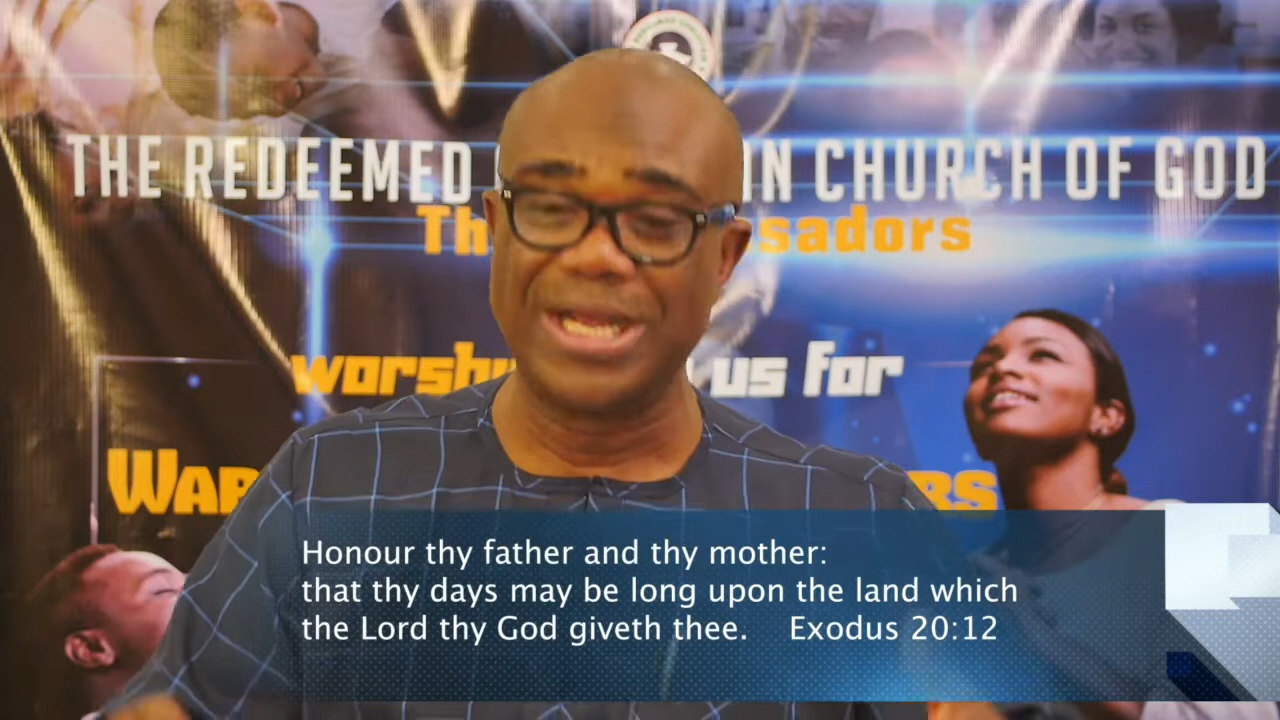 THE REDEEMED IN CHURCH OF GOD
Th sadors
worship us for
WAR RS
Honour thy father and thy mother:
that thy days may be long upon the land which
the Lord thy God giveth thee. Exodus 20:12